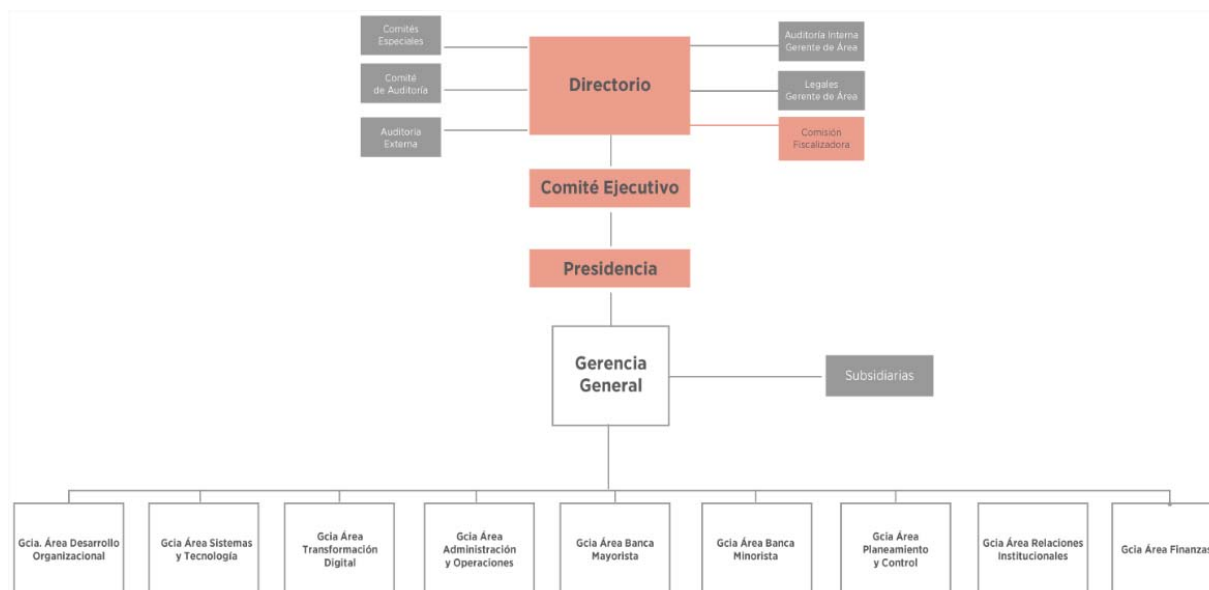 Comités
Especiales
Comité
de Auditoría
Auditoría
Externa
Directorio
Auditoría Interna
Gerente de Área
Legales
Gerente de Área
Comisión
Fiscalizadora
Comité Ejecutivo
Presidencia
Gerencia
General
Subsidiarias
Gcia. Área Desarrollo
Organizacional
Gcia Área Sistemas
y Tecnología
Gcia Área
Transformación
Digital
Gcia Área
Administración
y Operaciones
Gcia Área Banca
Mayorista
Gcia Área Banca
Minorista
Gcia Área
Planeamiento
y Control
Gcia Área Relaciones
Institucionales
Gcia Área Finanzas